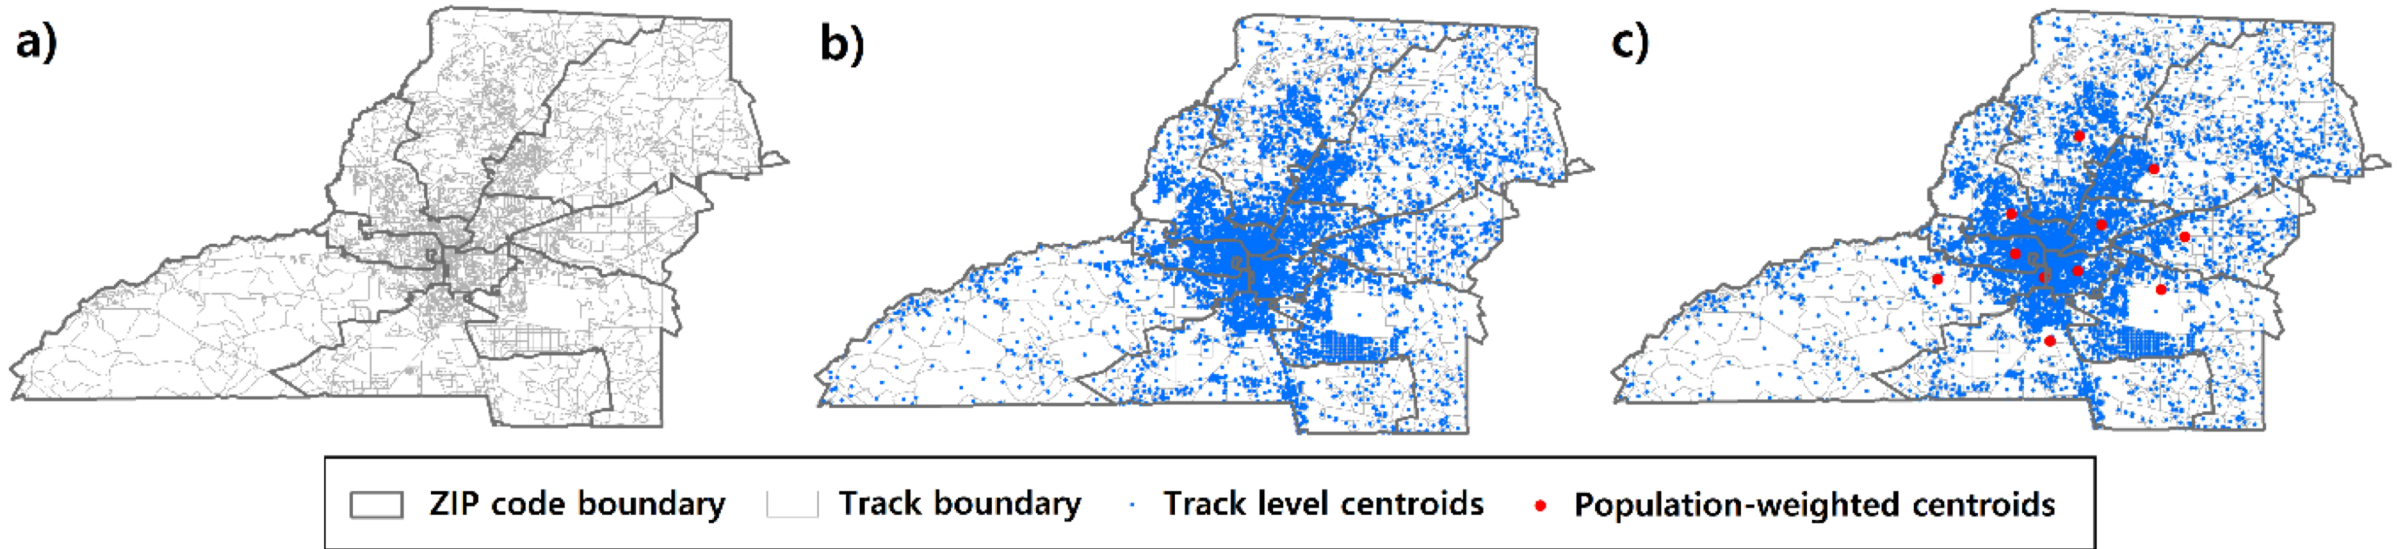 a) b) c)
ZIP code boundary Track boundary Track level centroids Population-weighted centroids